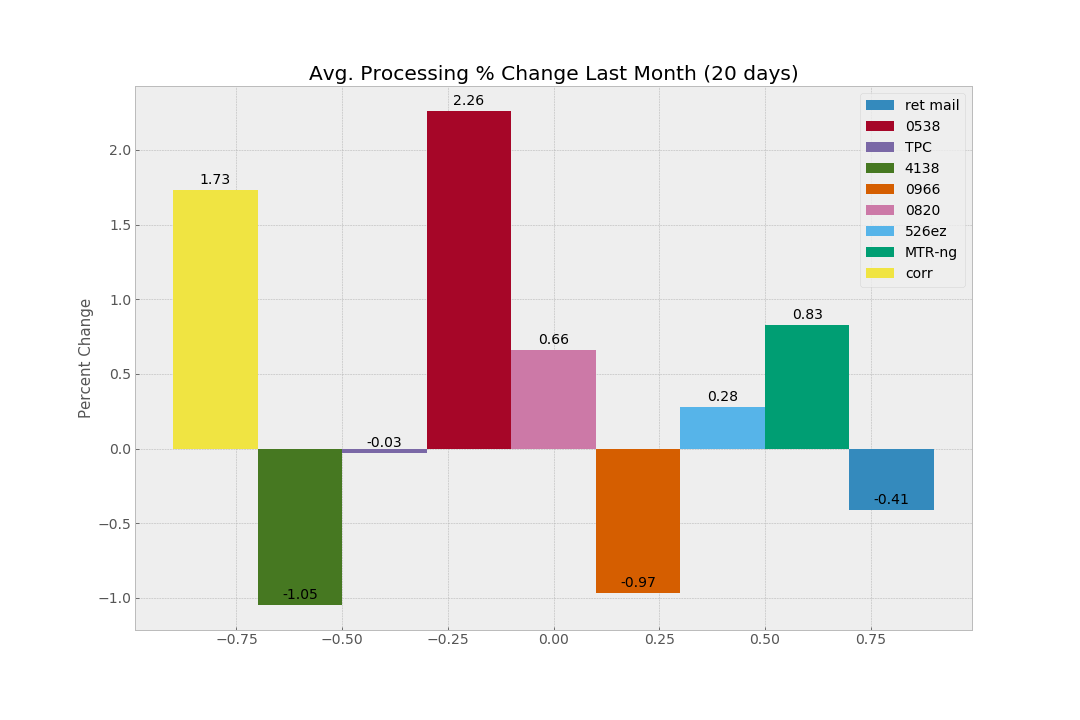 Avg. Processing % Change Last Month (20 days)
Percent Change
2.0
1.5
1.0
0.5
0.0
−0.5
−1.0
1.73
-1.05
-0.03
2.26
0.66
-0.97
0.28
0.83
-0.41
ret mail
0538
TPC
4138
0966
0820
526ez
MTR-ng
corr
−0.75 −0.50 −0.25 0.00 0.25 0.50 0.75